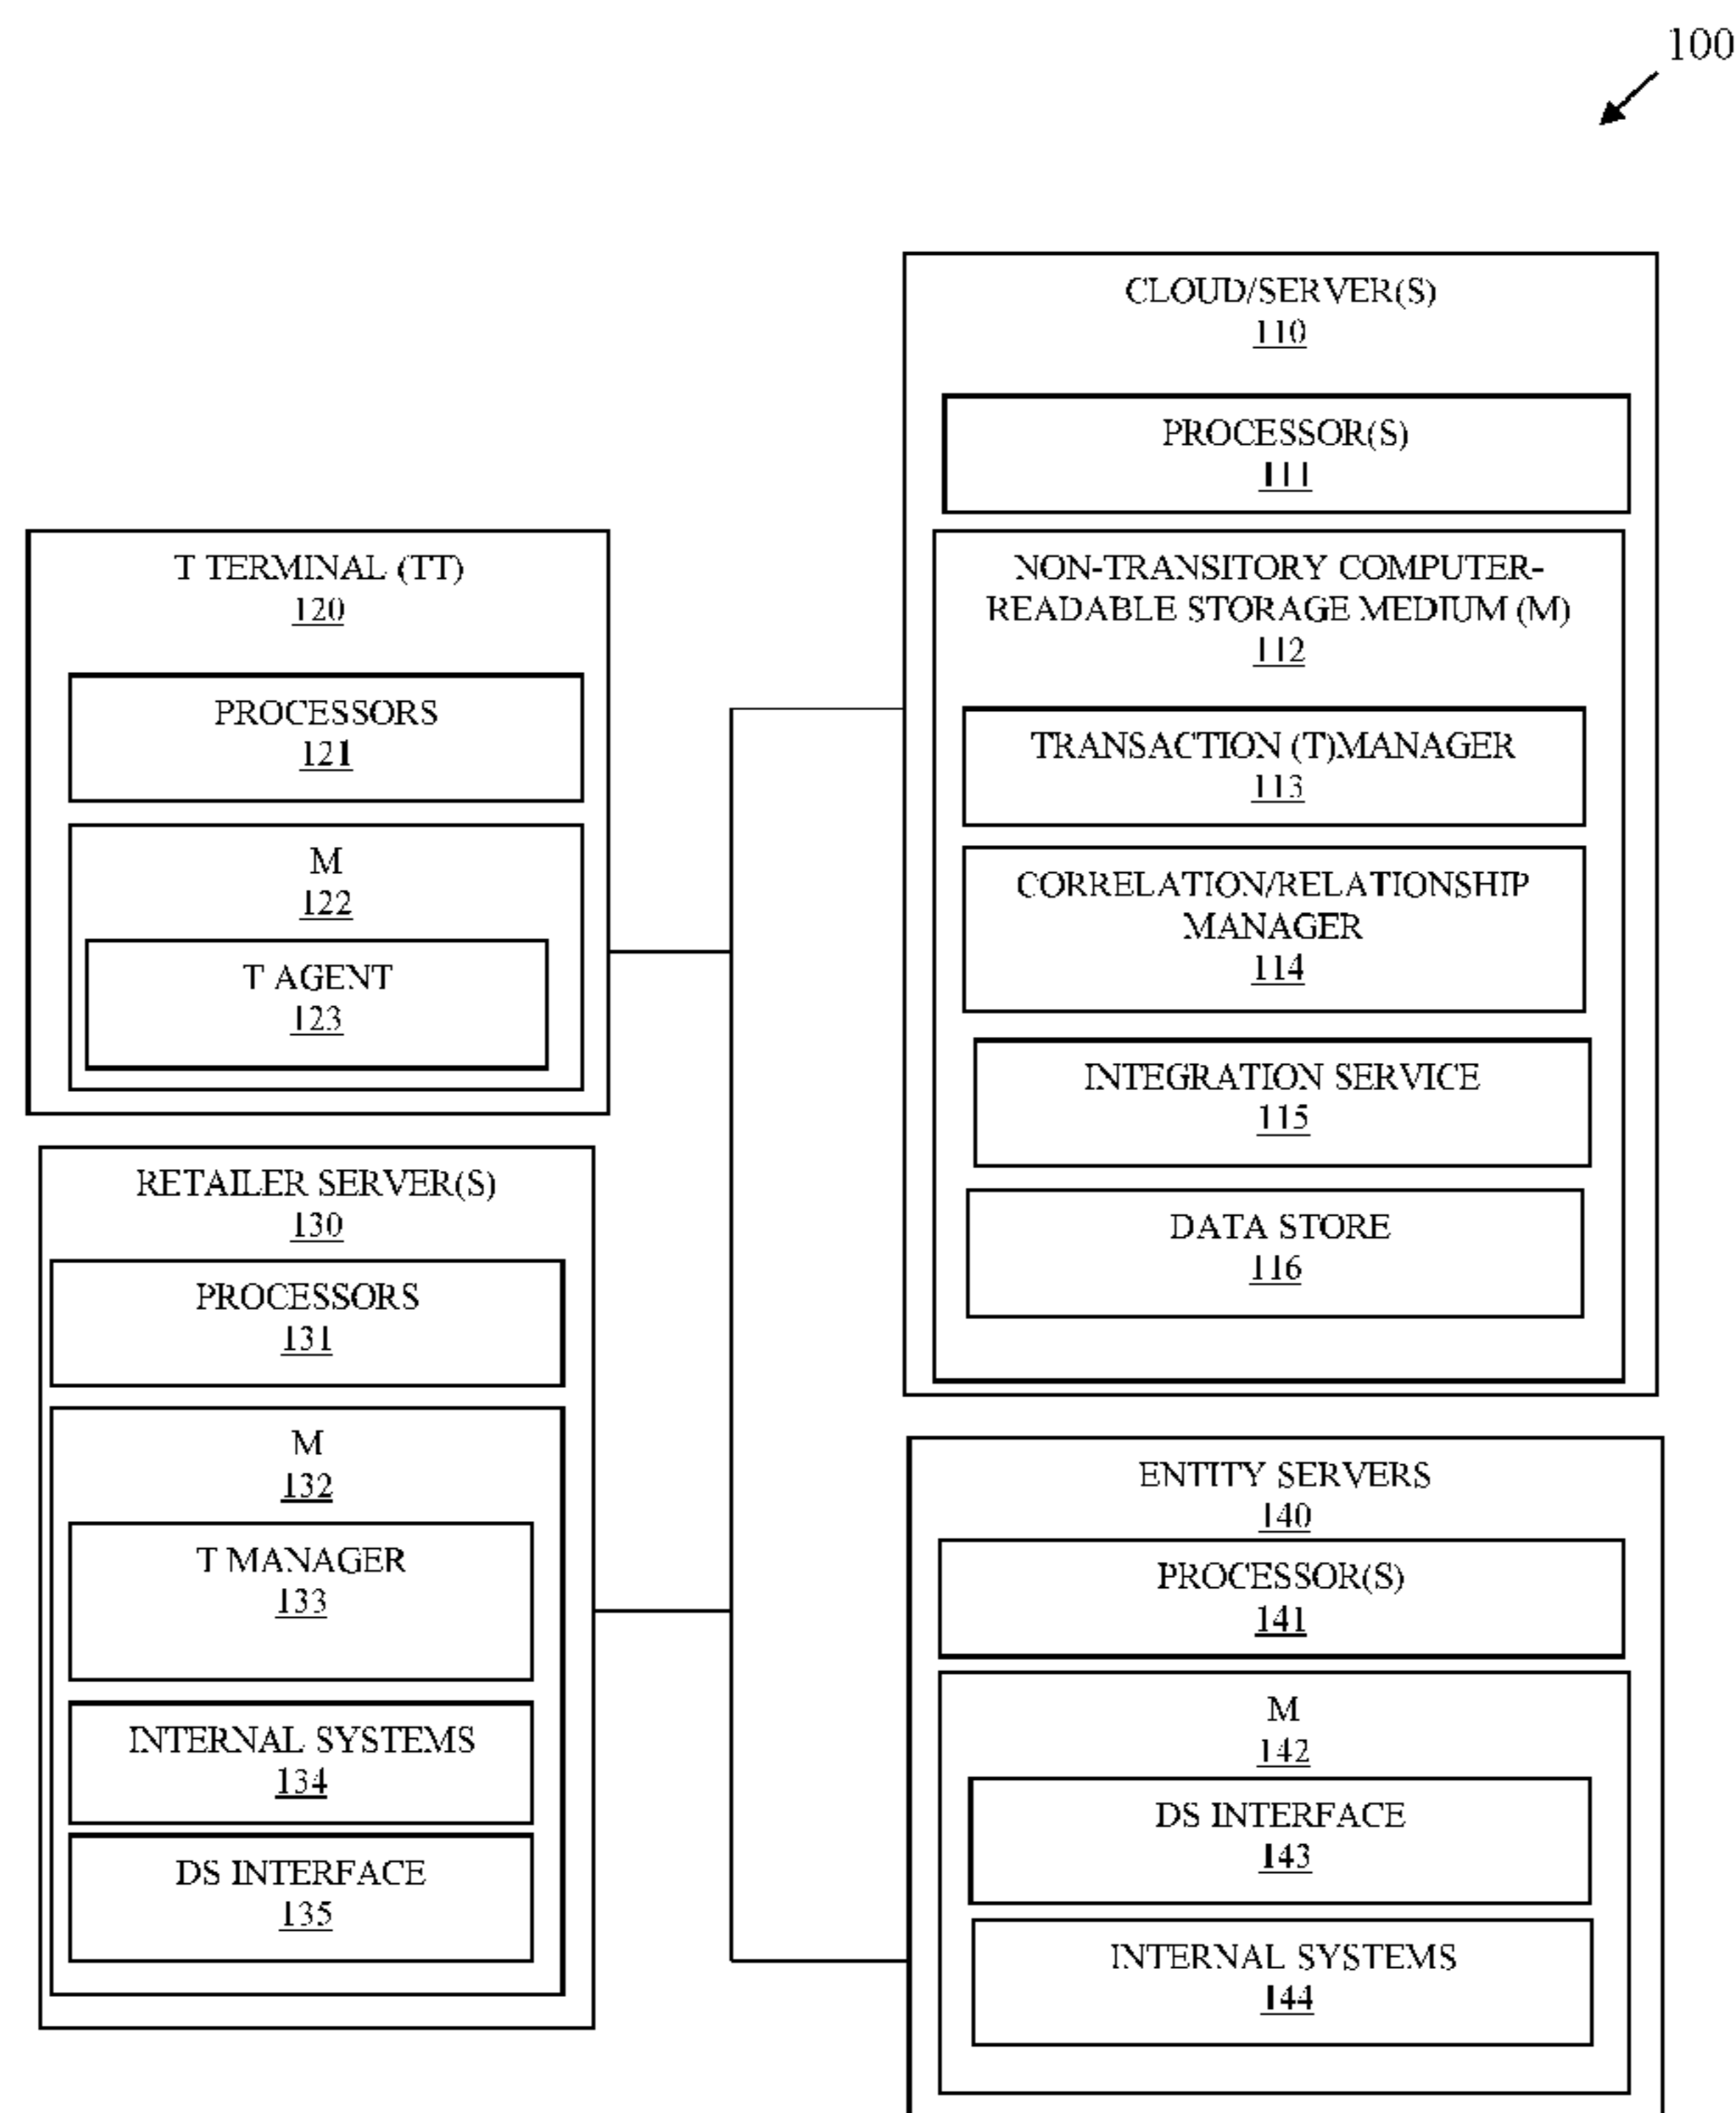 100
CLOUD/SERVER(S)
110
PROCESSOR(S)
111
NON-TRANSITORY COMPUTER-
READABLE STORAGE MEDIUM (M)
112
TRANSACTION (T)MANAGER
113
CORRELATION/RELATIONSHIP
MANAGER
114
INTEGRATION SERVICE
115
DATA STORE
116
T TERMINAL (TT)
120
PROCESSORS
121
M
122
T AGENT
123
RETAILER SERVER(S)
130
PROCESSORS
131
M
132
T MANAGER
133
INTERNAL SYSTEMS
134
DS INTERFACE
135
ENTITY SERVERS
140
PROCESSOR(S)
141
M
142
DS INTERFACE
143
INTERNAL SYSTEMS
144